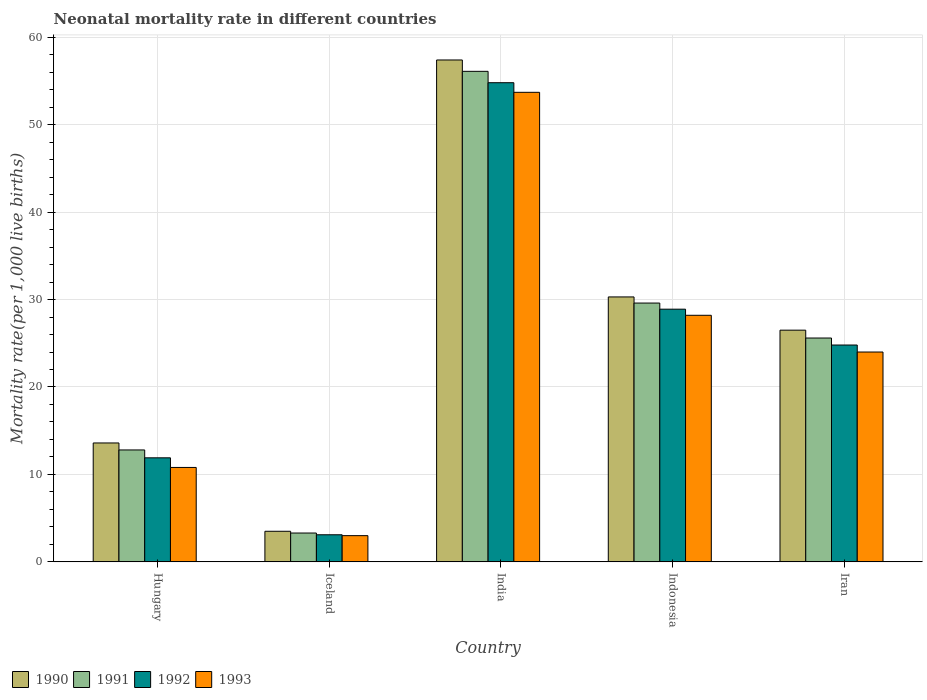 Neonatal mortality rate in different countries
Mortality rate(per 1,000 live births)
60
50
40
30
20
10
0
Hungary
Iceland
India
Indonesia
Iran
Country
1990
1991
1992
1993